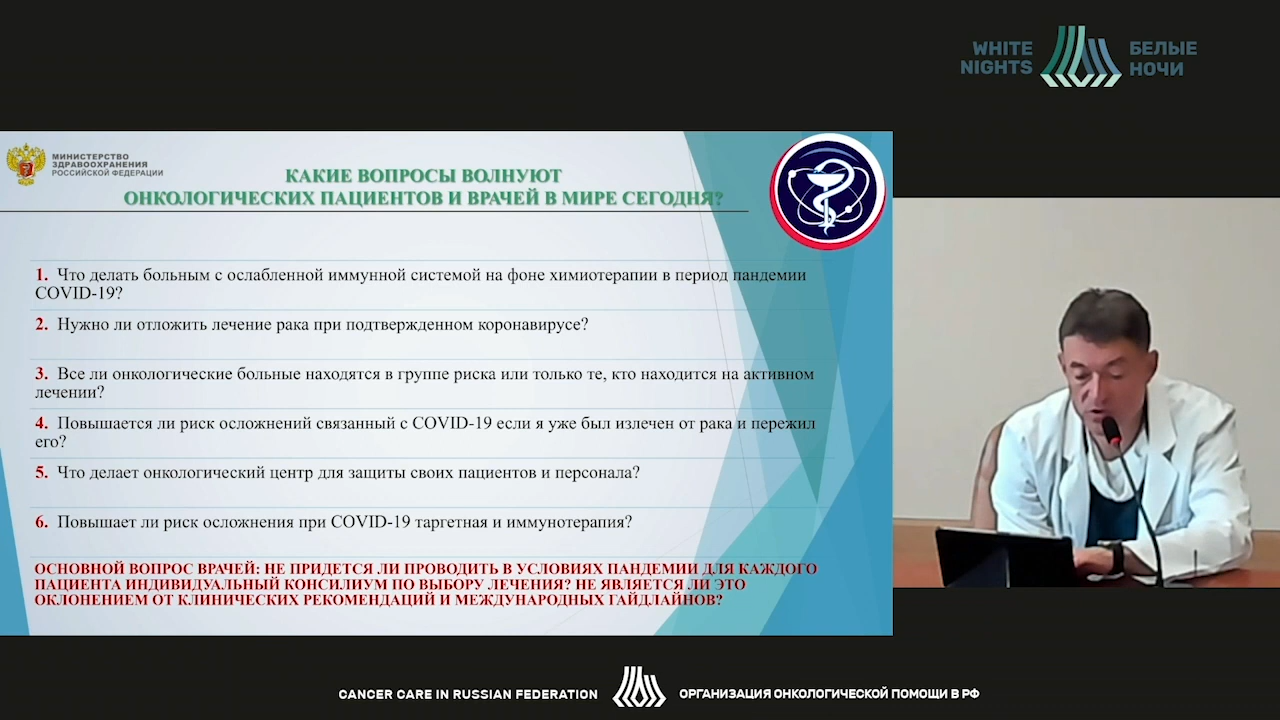 WHITE
NIGHTS
БЕЛЫЕ
НОЧИ
МИНИСТЕРСТВО
ЗДРАВООХРАНЕНИЯ
РОССИЙСКОЙ ФЕДЕРАЦИИ
КАКИЕ ВОПРОСЫ ВОЛНУЮТ
ОНКОЛОГИЧЕСКИХ ПАЦИЕНТОВ И ВРАЧЕЙ В МИРЕ СЕГОДНЯ?
1. Что делать больным с ослабленной иммунной системой на фоне химиотерапии в период пандемии
COVID-19?
2. Нужно ли отложить лечение рака при подтвержденном коронавирусе?
3. Все ли онкологические больные находятся в группе риска или только те, кто находится на активном
лечении?
4. Повышается ли риск осложнений связанный с COVID-19 если я уже был излечен от рака и пережил
его?
5. Что делает онкологический центр для защиты своих пациентов и персонала?
6. Повышает ли риск осложнения при COVID-19 таргетная и иммунотерапия?
ОСНОВНОЙ ВОПРОС ВРАЧЕЙ: НЕ ПРИДЕТСЯ ЛИ ПРОВОДИТЬ В УСЛОВИЯХ ПАНДЕМИИ ДЛЯ КАЖДОГО
ПАЦИЕНТА ИНДИВИДУАЛЬНЫЙ КОНСИЛИУМ ПО ВЫБОРУ ЛЕЧЕНИЯ? НЕ ЯВЛЯЕТСЯ ЛИ ЭТО
ОКЛОНЕНИЕМ ОТ КЛИНИЧЕСКИХ РЕКОМЕНДАЦИЙ И МЕЖДУНАРОДНЫХ ГАЙДЛАЙНОВ?
CANCER CARE IN RUSSIAN FEDERATION
ОРГАНИЗАЦИЯ ОНКОЛОГИЧЕСКОЙ ПОМОЩИ В РФ